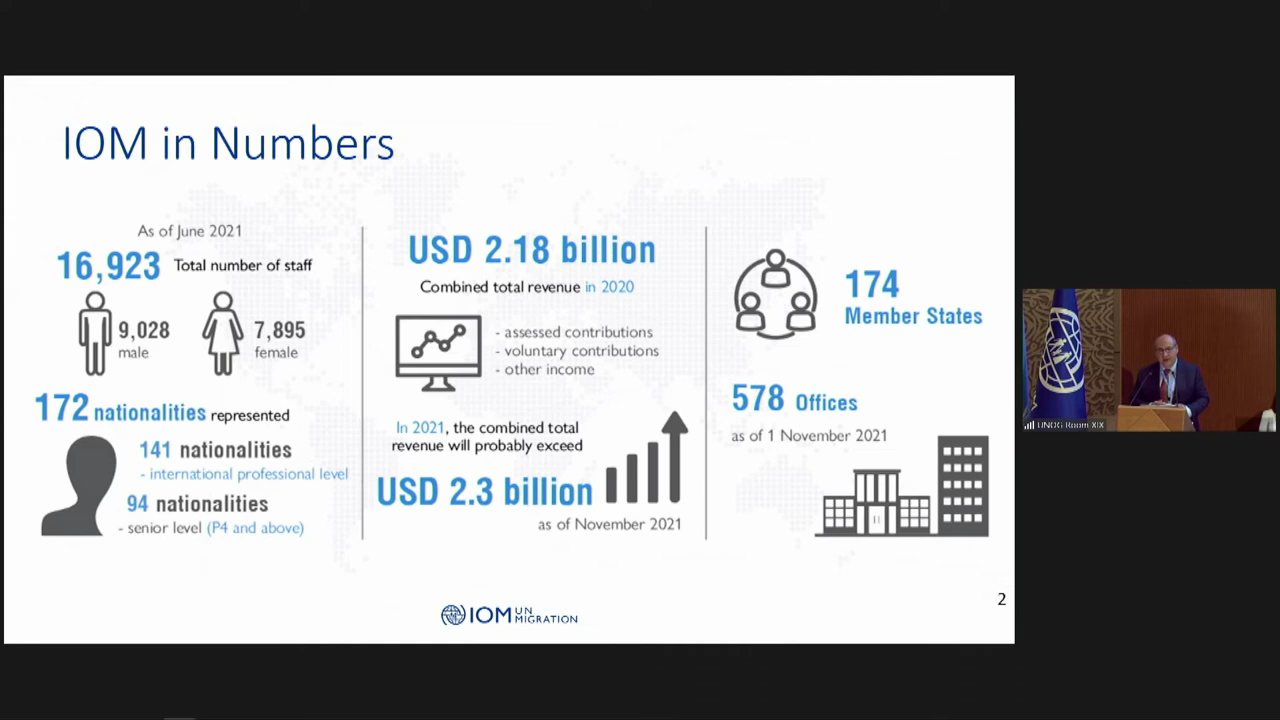 IOM in Numbers
As of June 2021
16,923 Total number of staff
9,028
male
7,895
female
172 nationalities represented
141 nationalities
- international professional level
94 nationalities
- senior level (P4 and above)
USD 2.18 billion
Combined total revenue in 2020
- assessed contributions
- voluntary contributions
- other income
In 2021, the combined total
revenue will probably exceed
USD 2.3 billion
as of November 2021
174
Member States
578 Offices
as of 1 November 2021
IOM UN MIGRATION
2
UNOG Room XIX